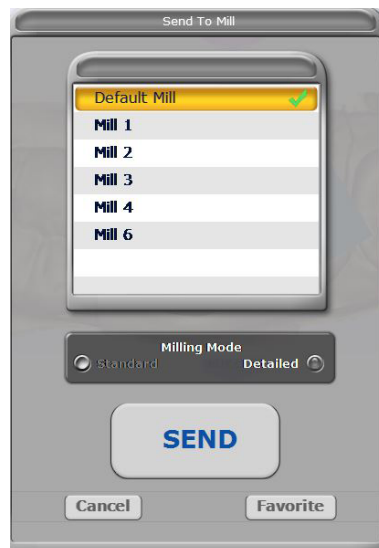 Send To Mill
Default Mill
Mill 1
Mill 2
Mill 3
Mill 4
Mill 6
Milling Mode
Standard Detailed
SEND
Cancel Favorite